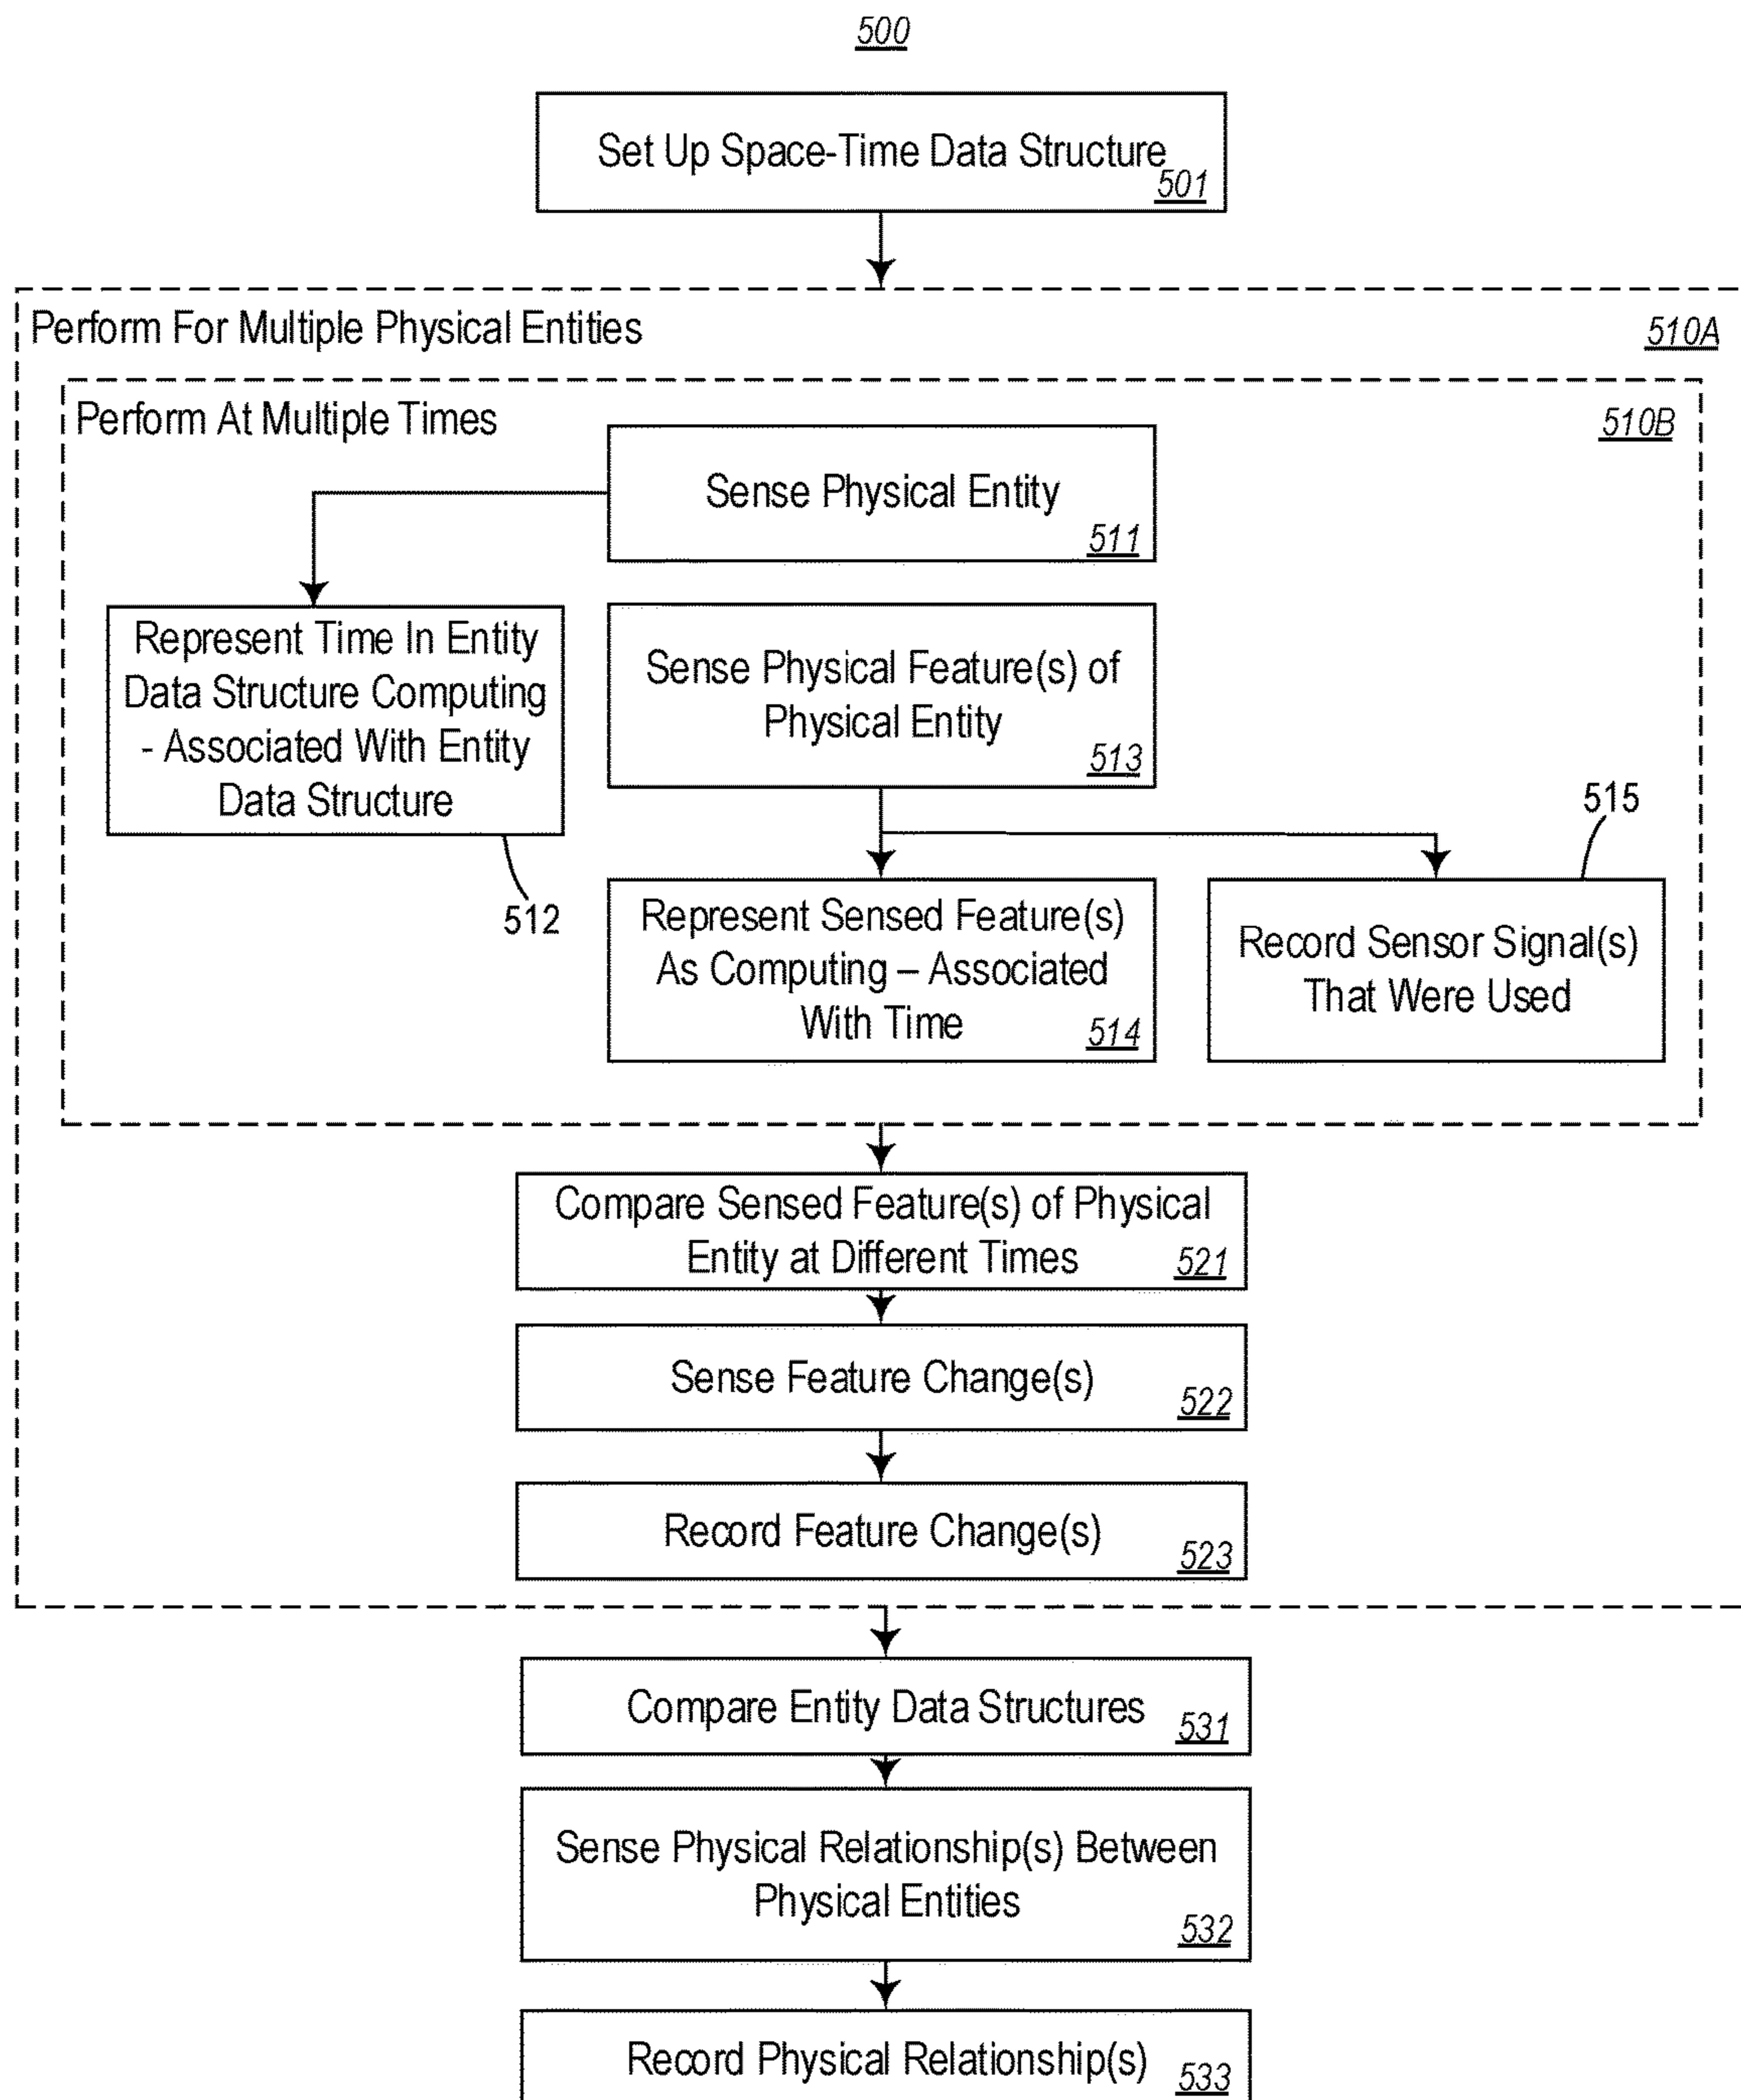 500
Set Up Space-Time Data Structure
501
Perform For Multiple Physical Entities
510A
Perform At Multiple Times
510B
Sense Physical Entity
511
Represent Time In Entity
Data Structure Computing
- Associated With Entity
Data Structure
512
Sense Physical Feature(s) of
Physical Entity
513
515
Represent Sensed Feature(s)
As Computing – Associated
With Time
514
Record Sensor Signal(s)
That Were Used
Compare Sensed Feature(s) of Physical
Entity at Different Times
521
Sense Feature Change(s)
522
Record Feature Change(s)
523
Compare Entity Data Structures
531
Sense Physical Relationship(s) Between
Physical Entities
532
Record Physical Relationship(s)
533